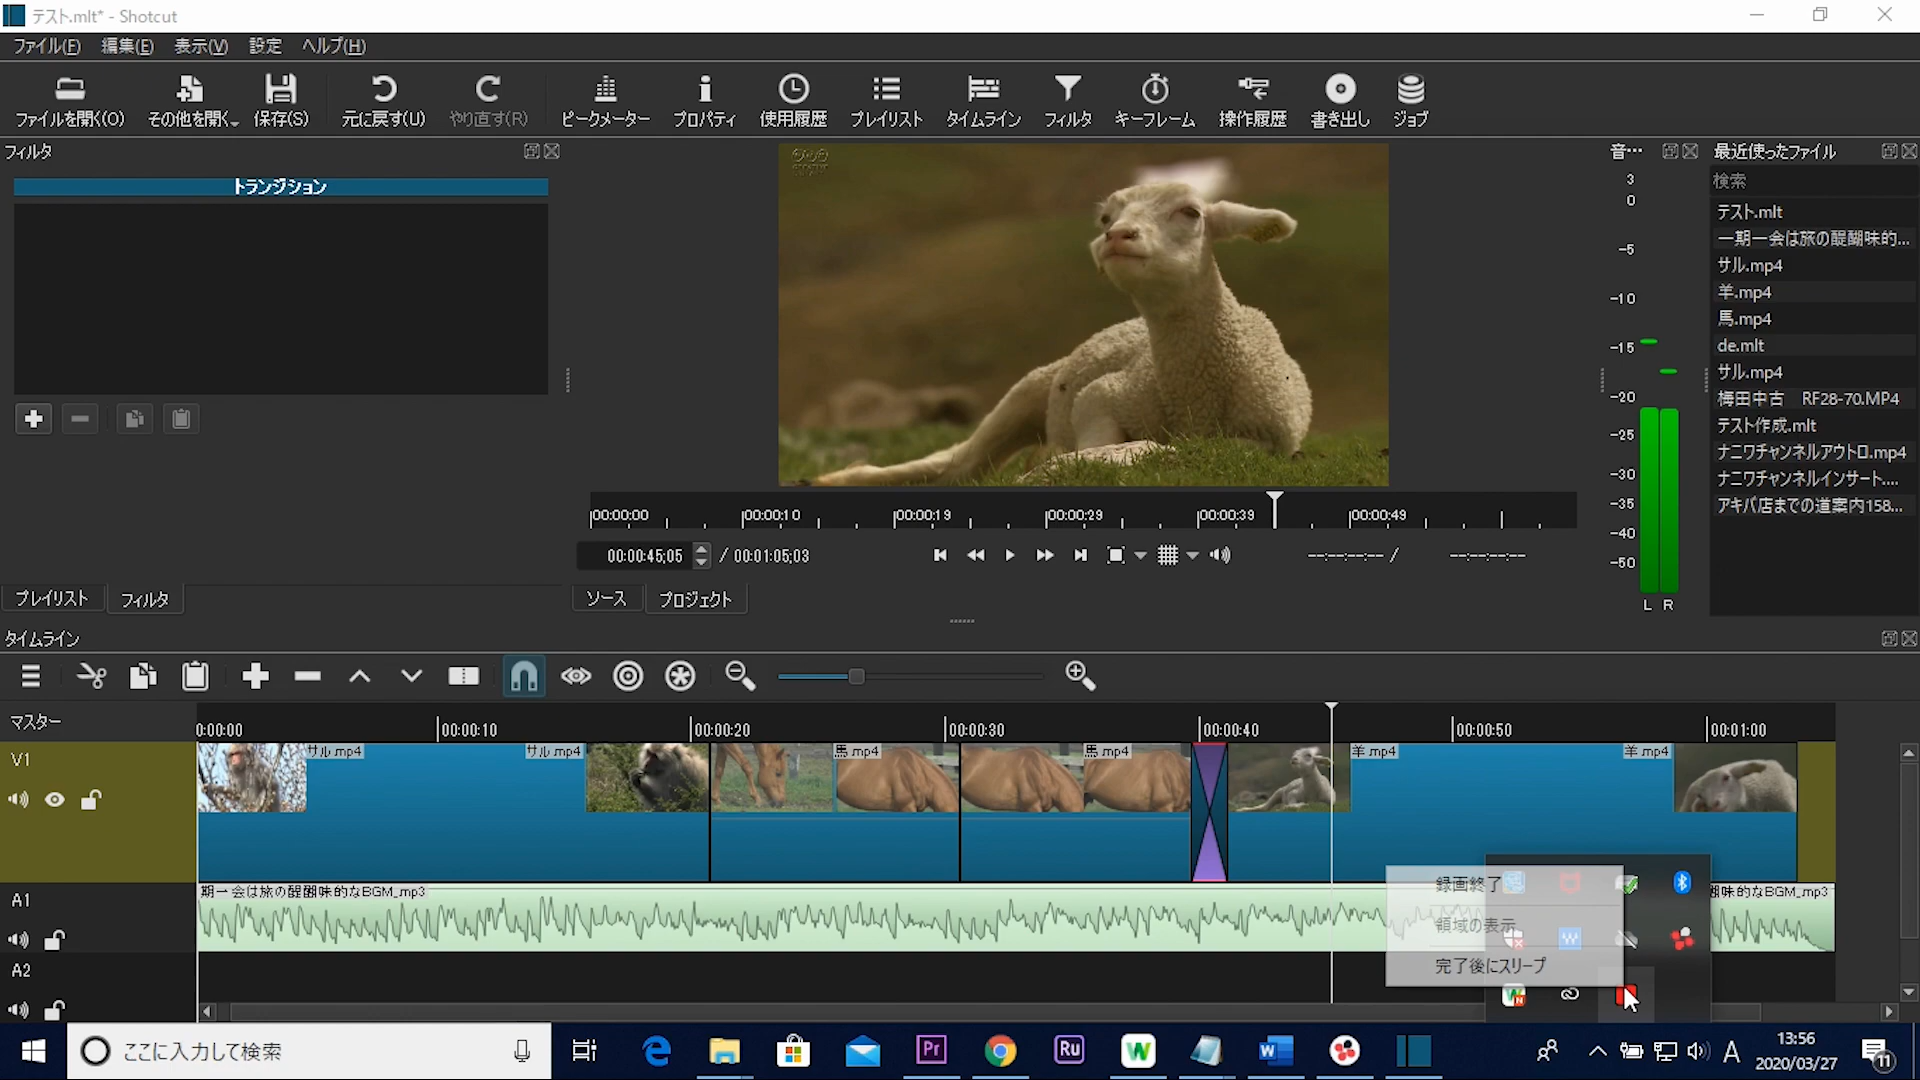 テスト.mlt* - Shotcut
ファイル(F) 編集(E) 表示(V) 設定 ヘルプ(H)
ファイルを開く(O) その他を開く 保存(S) 元に戻す(U) やり直す(R) ピークメーター プロパティ 使用履歴 プレイリスト タイムライン フィルタ キーフレーム 操作履歴 書き出し ジョブ
フィルタ
トランジション
プレイリスト フィルタ
00:00:00 00:00:10 00:00:19 00:00:29 00:00:39 00:00:49
00:00:45;05 / 00:01:05;03 --:--:--:-- / --:--:--:--
ソース プロジェクト
音…
3
0
-5
-10
-15
-20
-25
-30
-35
-40
-50
L R
最近使ったファイル
検索
テスト.mlt
一期一会は旅の醍醐味的...
サル.mp4
羊.mp4
馬.mp4
de.mlt
サル.mp4
梅田中古 RF28-70.MP4
テスト作成.mlt
ナニワチャンネルアウトロ.mp4
ナニワチャンネルインサート....
アキバ店までの道案内158...
タイムライン
マスター
0:00:00 00:00:10 00:00:20 00:00:30 00:00:40 00:00:50 00:01:00
V1
サル.mp4 サル.mp4 馬.mp4 馬.mp4 羊.mp4 羊.mp4
A1
期一会は旅の醍醐味的なBGM_mp3 醐味的なBGM_mp3
A2
録画終了
領域の表示
完了後にスリープ
ここに入力して検索
Pr Ru W W A
13:56
2020/03/27
11